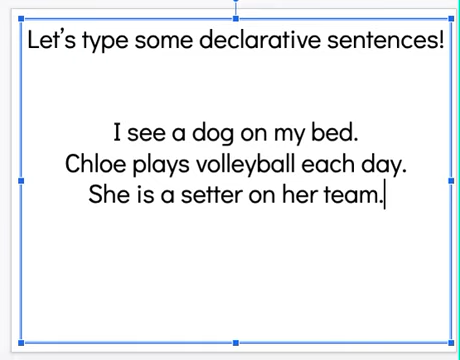 Let's type some declarative sentences!
I see a dog on my bed.
Chloe plays volleyball each day.
She is a setter on her team.